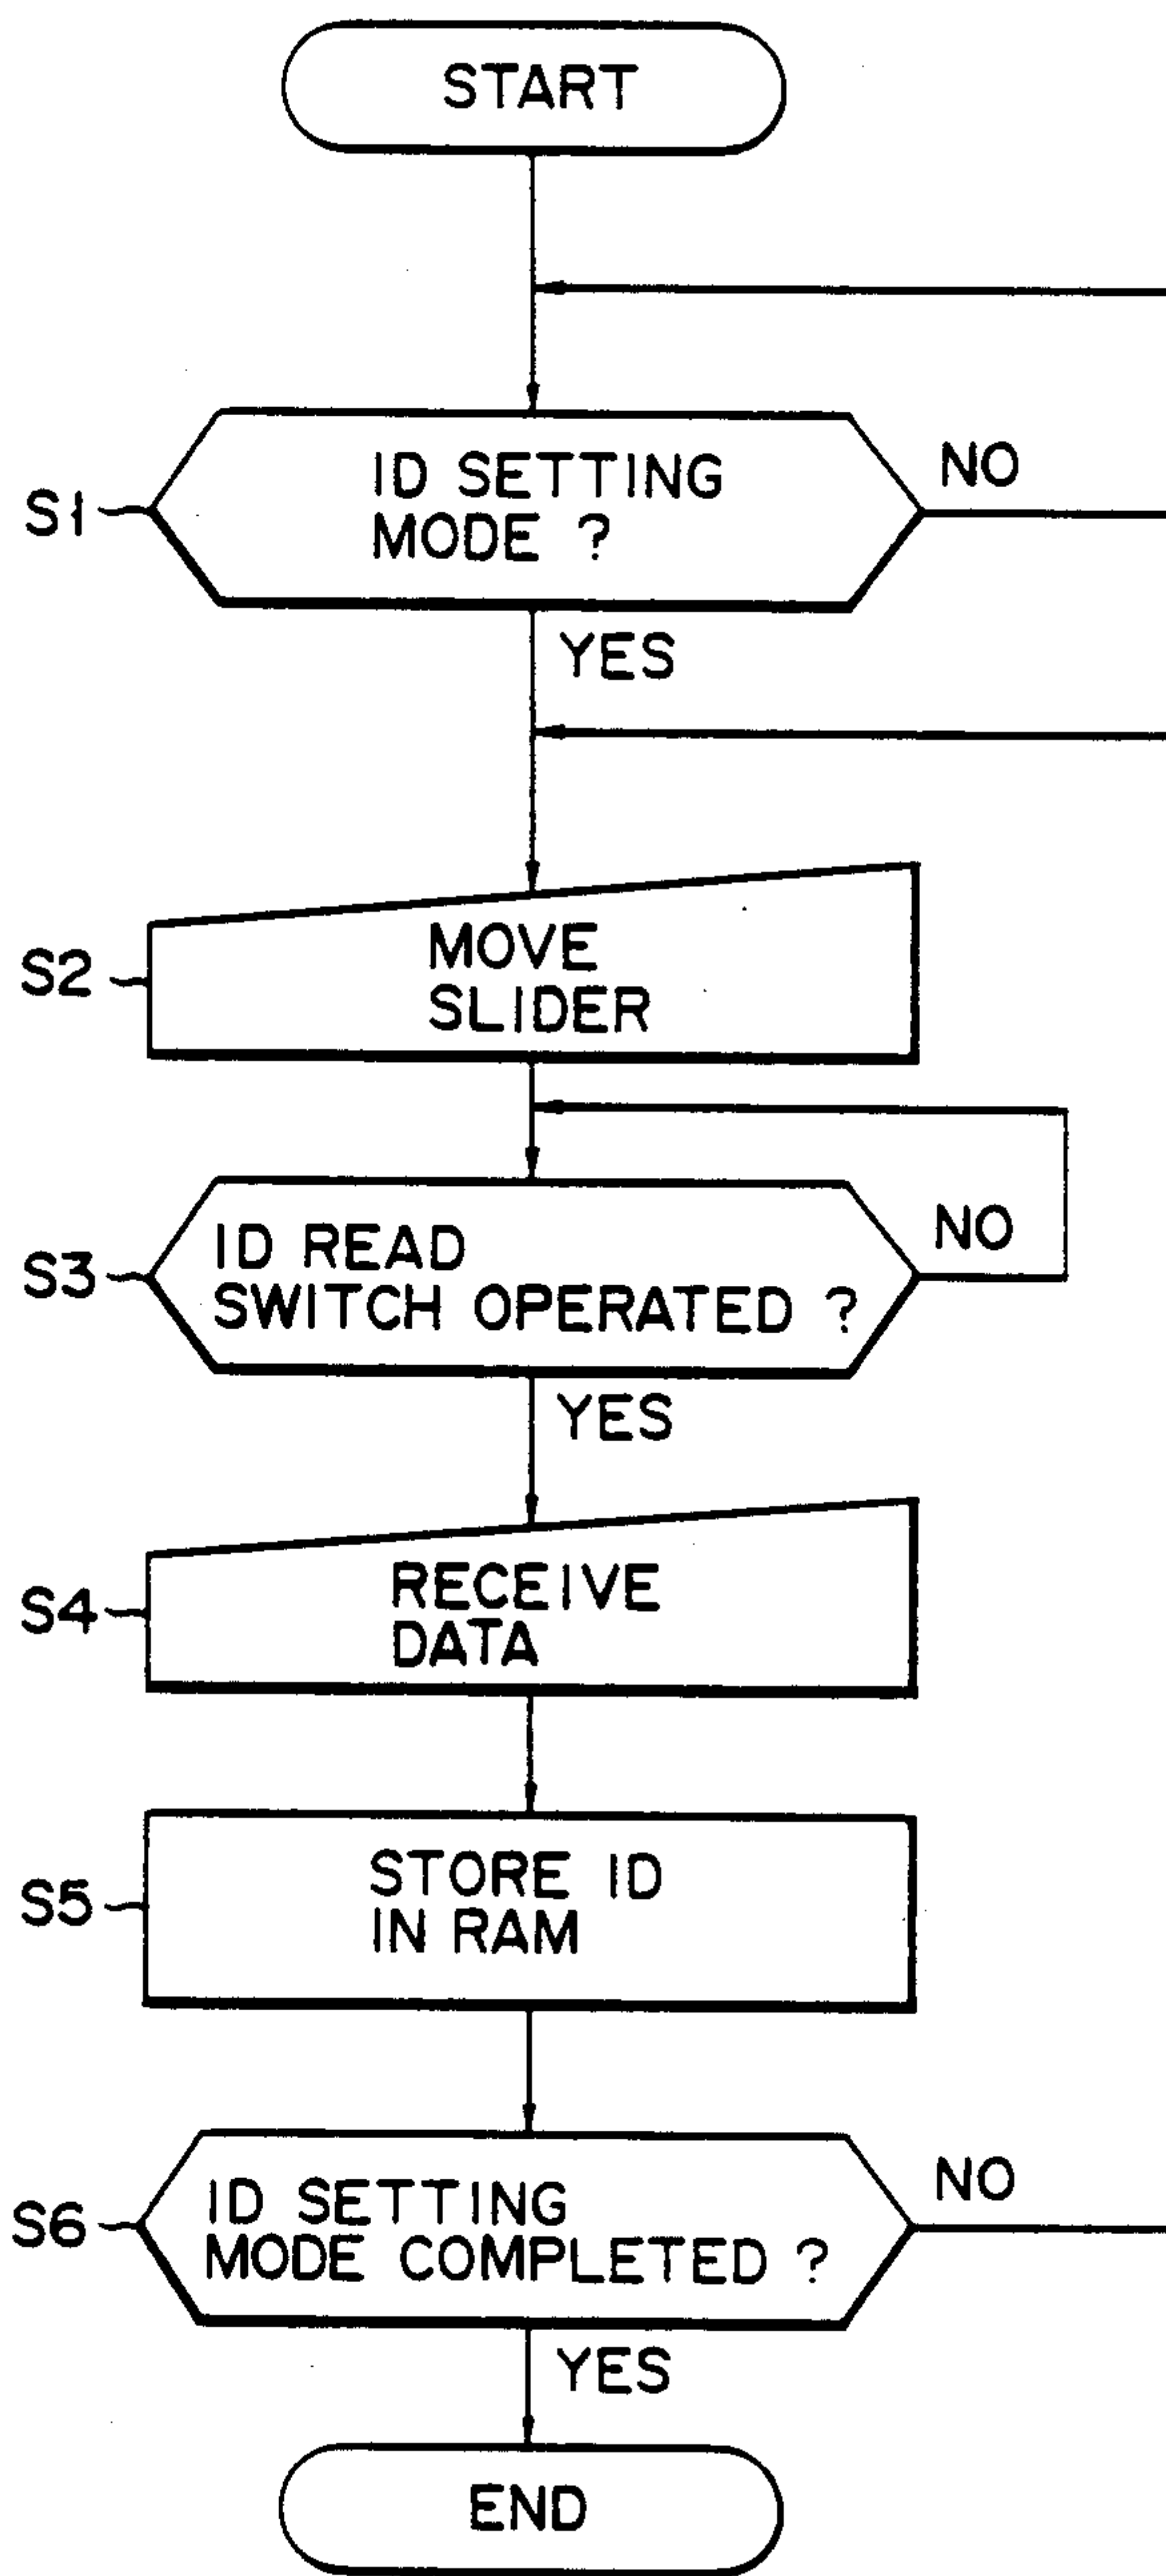 START
ID SETTING
MODE ?
NO
S1
YES
MOVE
SLIDER
S2
ID READ
SWITCH OPERATED ?
NO
S3
YES
RECEIVE
DATA
S4
STORE ID
IN RAM
S5
ID SETTING
MODE COMPLETED ?
NO
S6
YES
END